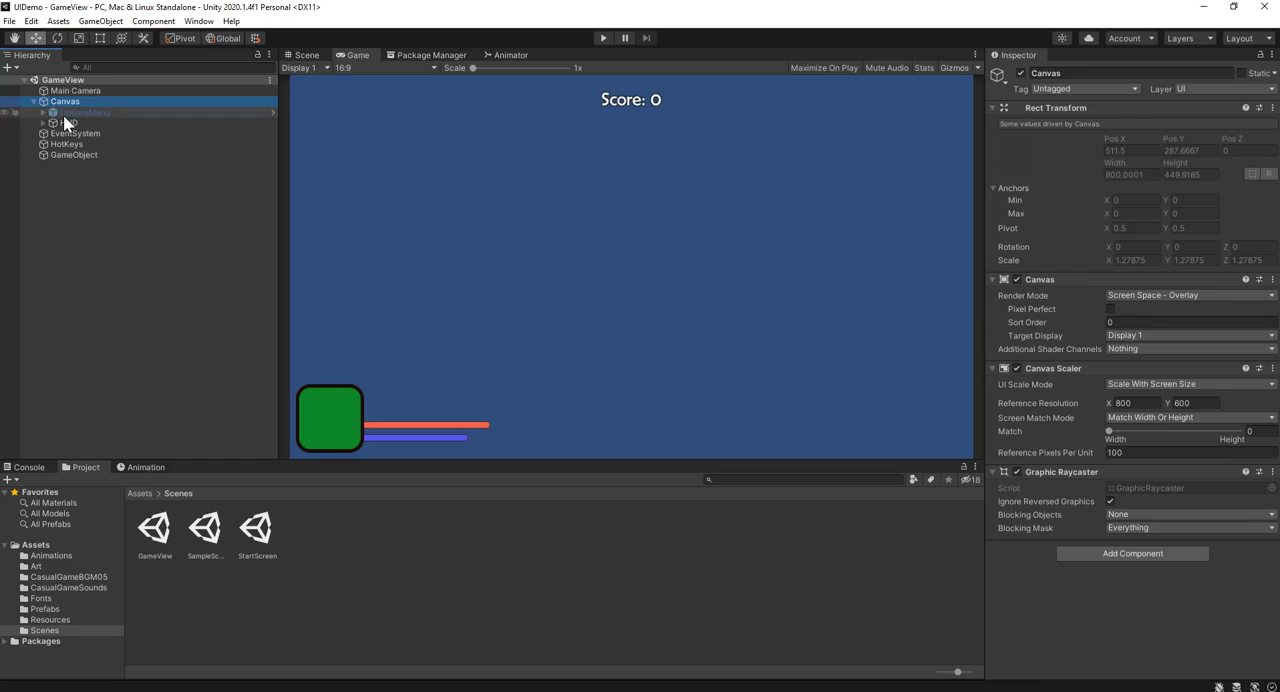 UIDemo - GameView - PC, Mac & Linux Standalone - Unity 2020.1.4f1 Personal <DX11>
File Edit Assets GameObject Component Window Help
Pivot Global Account Layers Layout
Hierarchy
All
GameView
Main Camera
Canvas
OptionsMenu
EventSystem
HotKeys
GameObject
Scene Game Package Manager Animator
Display 1 16:9 Scale 1x Maximize On Play Mute Audio Stats Gizmos
Score: 0
Inspector
Canvas Static
Tag Untagged Layer UI
Rect Transform
Some values driven by Canvas.
Pos X Pos Y Pos Z
511.5 287.6667 0
Width Height
800.0001 449.9185 R
Anchors
Min X 0 Y 0
Max X 0 Y 0
Pivot X 0.5 Y 0.5
Rotation X 0 Y 0 Z 0
Scale X 1.27875 Y 1.27875 Z 1.27875
Canvas
Render Mode Screen Space - Overlay
Pixel Perfect
Sort Order 0
Target Display Display 1
Additional Shader Channels Nothing
Canvas Scaler
UI Scale Mode Scale With Screen Size
Reference Resolution X 800 Y 600
Screen Match Mode Match Width Or Height
Match 0
Width Height
Reference Pixels Per Unit 100
Graphic Raycaster
Script GraphicRaycaster
Ignore Reversed Graphics
Blocking Objects None
Blocking Mask Everything
Add Component
Console Project Animation
18
Favorites
All Materials
All Models
All Prefabs
Assets
Animations
Art
CasualGameBGM05
CasualGameSounds
Fonts
Prefabs
Resources
Scenes
Packages
Assets > Scenes
GameView SampleSc... StartScreen